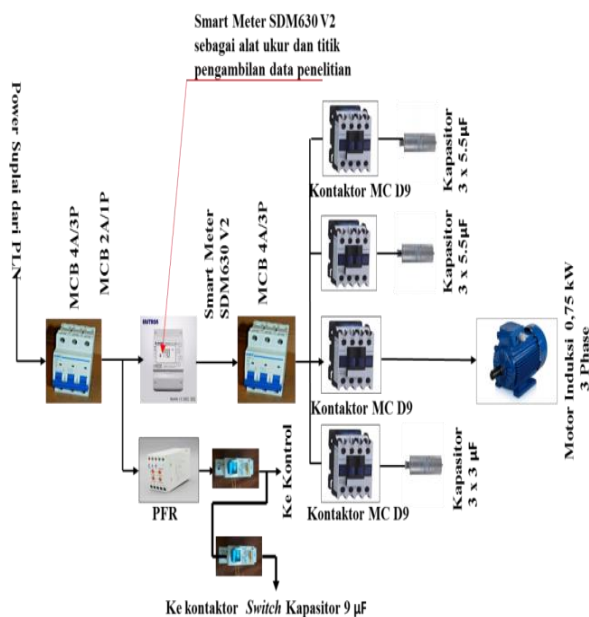 Smart Meter SDM630 V2
sebagai alat ukur dan titik
pengambilan data penelitian
Power Suplai dari PLN
MCB 4A/3P
MCB 2A/1P
Smart Meter
SDM630 V2
MCB 4A/3P
Kontaktor MC D9
Kapasitor
3 x 5.5µF
Kontaktor MC D9
Kapasitor
3 x 5.5µF
Kontaktor MC D9
Motor Induksi 0,75 kW
3 Phase
Kontaktor MC D9
Kapasitor
3 x 3 µF
PFR
Ke Kontrol
Ke kontaktor Switch Kapasitor 9 µF